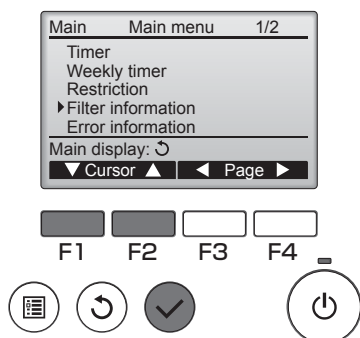 Main Main menu 1/2
Timer
Weekly timer
Restriction
Filter information
Error information
Main display:
Cursor Page
F1 F2 F3 F4